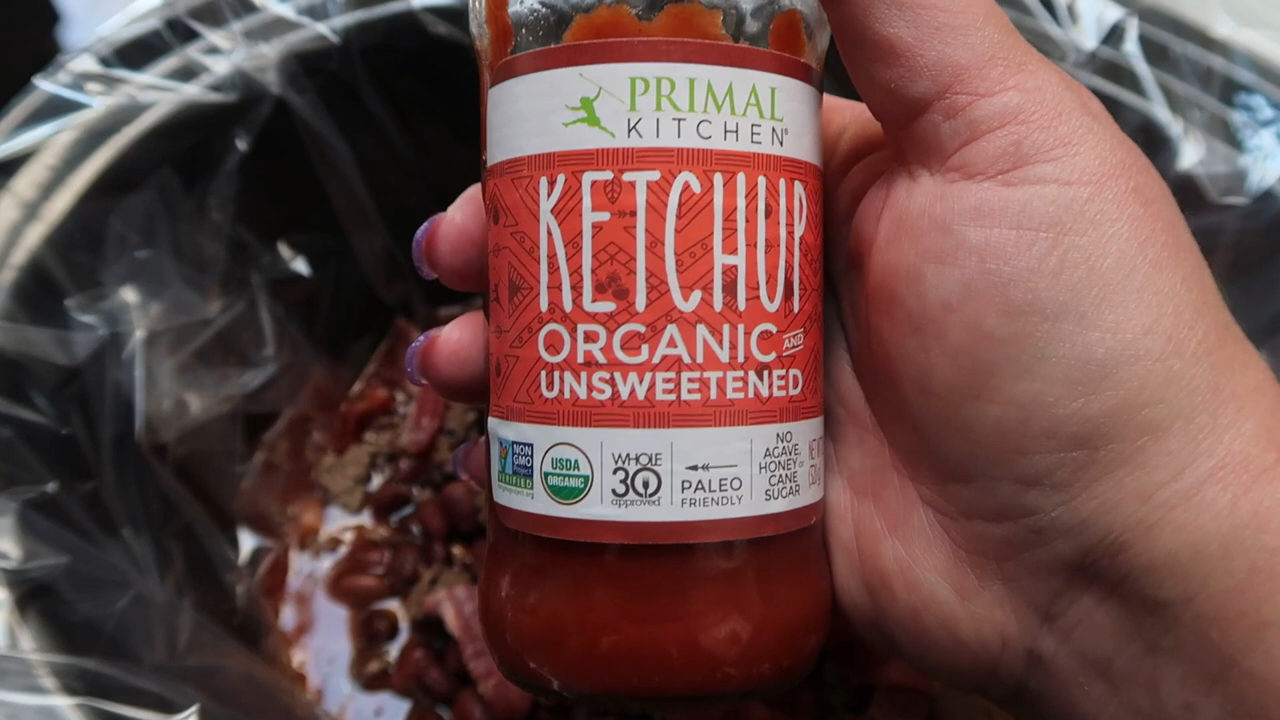 PRIMAL
KITCHEN®
KETCHUP
ORGANIC AND
UNSWEETENED
NON
GMO
Project
VERIFIED
USDA
ORGANIC
WHOLE
30
approved
PALEO
FRIENDLY
NO
AGAVE,
HONEY or
CANE
SUGAR